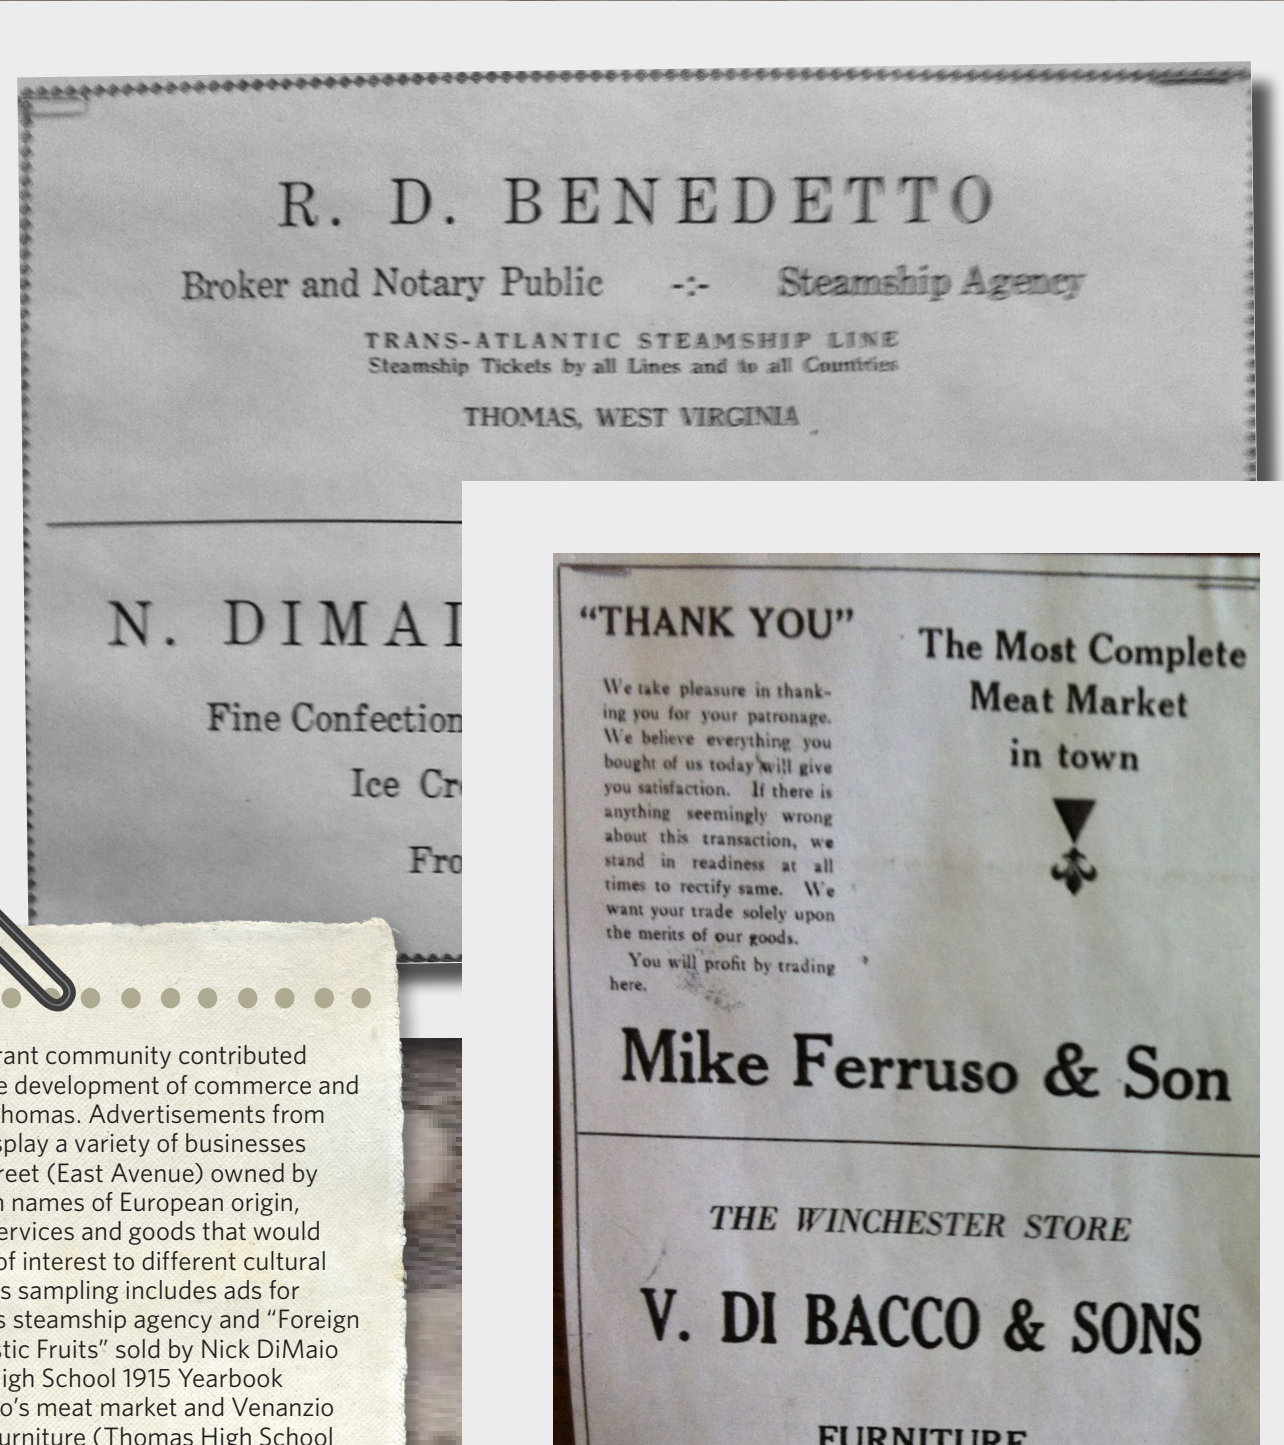 R. D. BENEDETTO
Broker and Notary Public -:- Steamship Agency
TRANS-ATLANTIC STEAMSHIP LINE
Steamship Tickets by all Lines and to all Countries
THOMAS, WEST VIRGINIA
N. DIMAI
Fine Confection
Ice Cr
Fro
"THANK YOU"
We take pleasure in thank-
ing you for your patronage.
We believe everything you
bought of us today will give
you satisfaction. If there is
anything seemingly wrong
about this transaction, we
stand in readiness at all
times to rectify same. We
want your trade solely upon
the merits of our goods.
You will profit by trading
here.
The Most Complete
Meat Market
in town
Mike Ferruso & Son
THE WINCHESTER STORE
V. DI BACCO & SONS
FURNITURE
rant community contributed
e development of commerce and
homas. Advertisements from
splay a variety of businesses
reet (East Avenue) owned by
n names of European origin,
ervices and goods that would
of interest to different cultural
s sampling includes ads for
s steamship agency and “Foreign
stic Fruits” sold by Nick DiMaio
igh School 1915 Yearbook
o’s meat market and Venanzio
urniture (Thomas High School